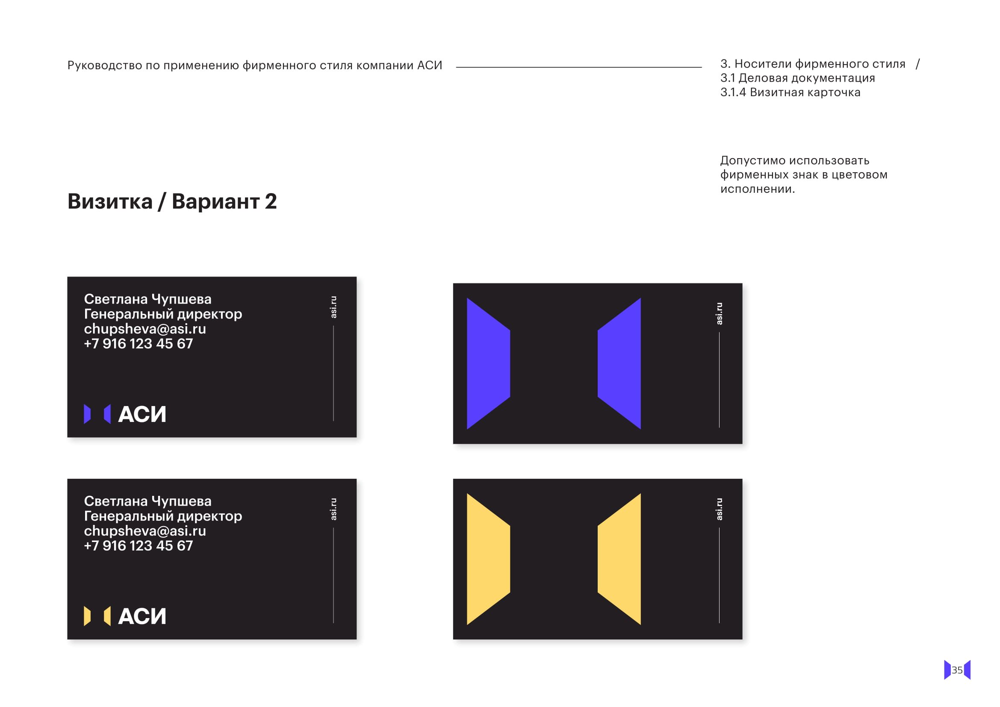 Руководство по применению фирменного стиля компании АСИ
3. Носители фирменного стиля /
3.1 Деловая документация
3.1.4 Визитная карточка
Допустимо использовать
фирменных знак в цветовом
исполнении.
Визитка / Вариант 2
Светлана Чупшева
Генеральный директор
chupsheva@asi.ru
+7 916 123 45 67
asi.ru
АСИ
asi.ru
Светлана Чупшева
Генеральный директор
chupsheva@asi.ru
+7 916 123 45 67
asi.ru
АСИ
asi.ru
35